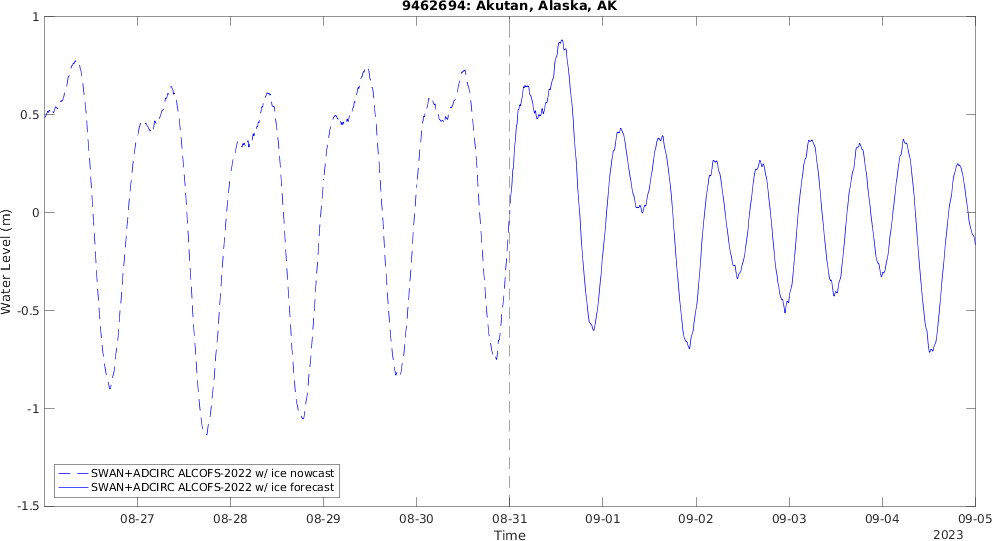 9462694: Akutan, Alaska, AK
Water Level (m)
1
0.5
0
-0.5
-1
-1.5
SWAN+ADCIRC ALCOFS-2022 w/ ice nowcast
SWAN+ADCIRC ALCOFS-2022 w/ ice forecast
08-27 08-28 08-29 08-30 08-31 09-01 09-02 09-03 09-04 09-05
Time
2023